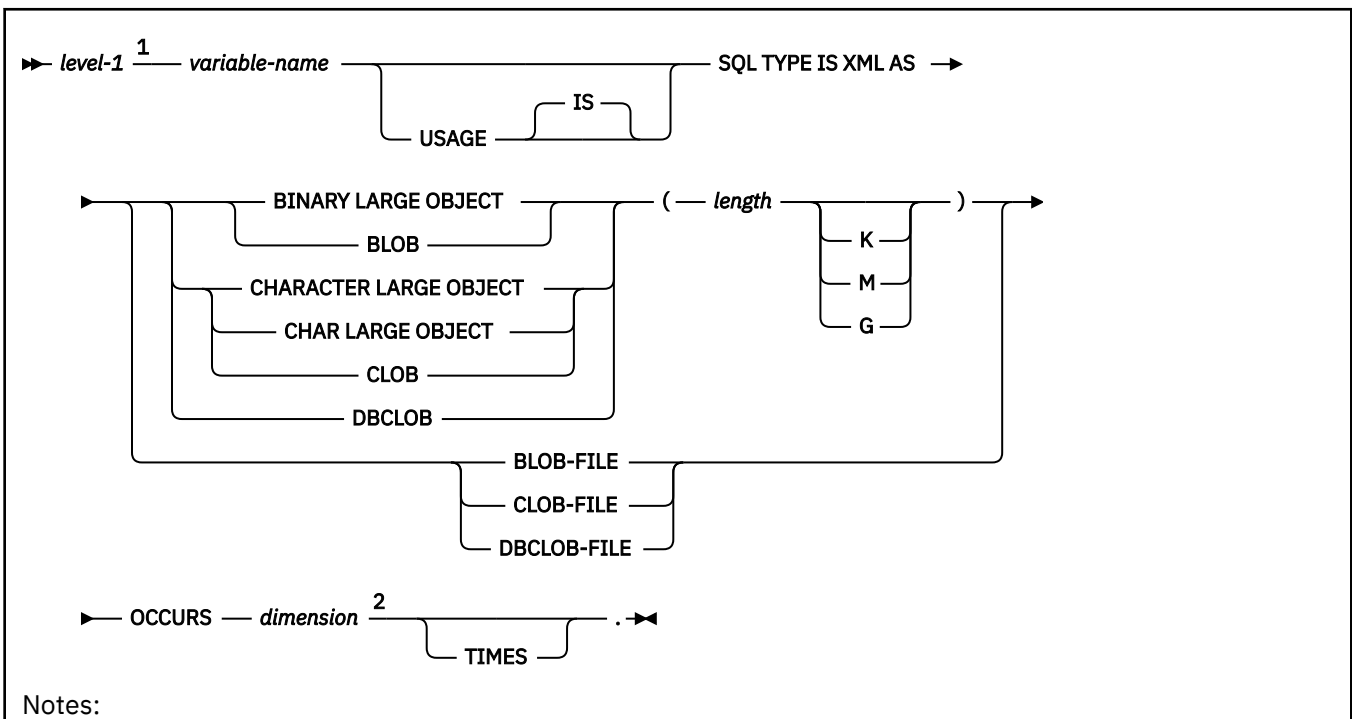 level-1 1 variable-name SQL TYPE IS XML AS
IS
USAGE
BINARY LARGE OBJECT ( length )
BLOB K
CHARACTER LARGE OBJECT M
CHAR LARGE OBJECT G
CLOB
DBCLOB
BLOB-FILE
CLOB-FILE
DBCLOB-FILE
OCCURS dimension 2 .
TIMES
Notes: